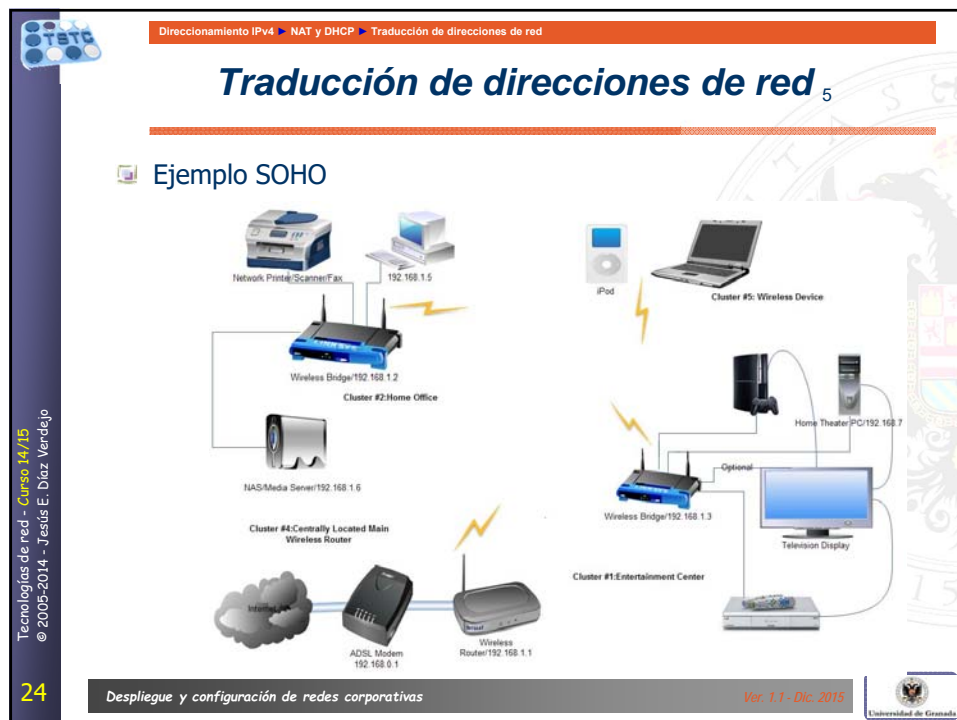 TSTC
Direccionamiento IPv4 ► NAT y DHCP ► Traducción de direcciones de red
Traducción de direcciones de red 5
Ejemplo SOHO
Network Printer/Scanner/Fax
192.168.1.5
iPod
Cluster #5: Wireless Device
LINKSYS
Wireless Bridge/192.168.1.2
Cluster #2:Home Office
Home Theater PC/192.168.7
Optional
NAS/Media Server/192.168.1.6
Wireless Bridge/192.168.1.3
Television Display
Cluster #4:Centrally Located Main
Wireless Router
Cluster #1:Entertainment Center
Internet
ADSL Modem
192.168.0.1
Wireless
Router/192.168.1.1
Tecnologías de red - Curso 14/15
© 2005-2014 - Jesús E. Díaz Verdejo
24
Despliegue y configuración de redes corporativas
Ver. 1.1 - Dic. 2015
Universidad de Granada